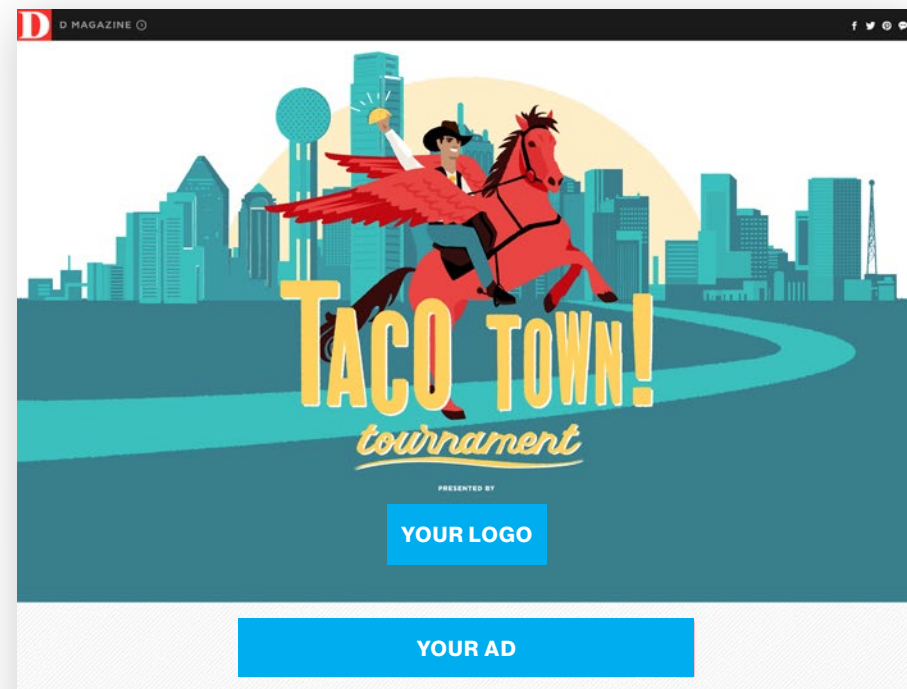 D D MAGAZINE
TACO TOWN!
tournament
PRESENTED BY
YOUR LOGO
YOUR AD